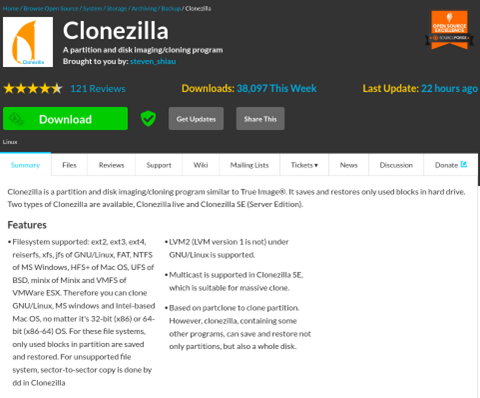 Home / Browse Open Source / System / Storage / Archiving / Backup / Clonezilla
Clonezilla
Clonezilla
A partition and disk imaging/cloning program
Brought to you by: steven_shiau
OPEN SOURCE
EXCELLENCE
SOURCEFORGE
121 Reviews
Downloads: 38,097 This Week
Last Update: 22 hours ago
Download
Get Updates
Share This
Linux
Summary Files Reviews Support Wiki Mailing Lists Tickets ▾ News Discussion Donate
Clonezilla is a partition and disk imaging/cloning program similar to True Image®. It saves and restores only used blocks in hard drive.
Two types of Clonezilla are available, Clonezilla live and Clonezilla SE (Server Edition).
Features
• Filesystem supported: ext2, ext3, ext4,
reiserfs, xfs, jfs of GNU/Linux, FAT, NTFS
of MS Windows, HFS+ of Mac OS, UFS of
BSD, minix of Minix and VMFS of
VMWare ESX. Therefore you can clone
GNU/Linux, MS windows and Intel-based
Mac OS, no matter it's 32-bit (x86) or 64-
bit (x86-64) OS. For these file systems,
only used blocks in partition are saved
and restored. For unsupported file
system, sector-to-sector copy is done by
dd in Clonezilla
• LVM2 (LVM version 1 is not) under
GNU/Linux is supported.
• Multicast is supported in Clonezilla SE,
which is suitable for massive clone.
• Based on partclone to clone partition.
However, clonezilla, containing some
other programs, can save and restore not
only partitions, but also a whole disk.